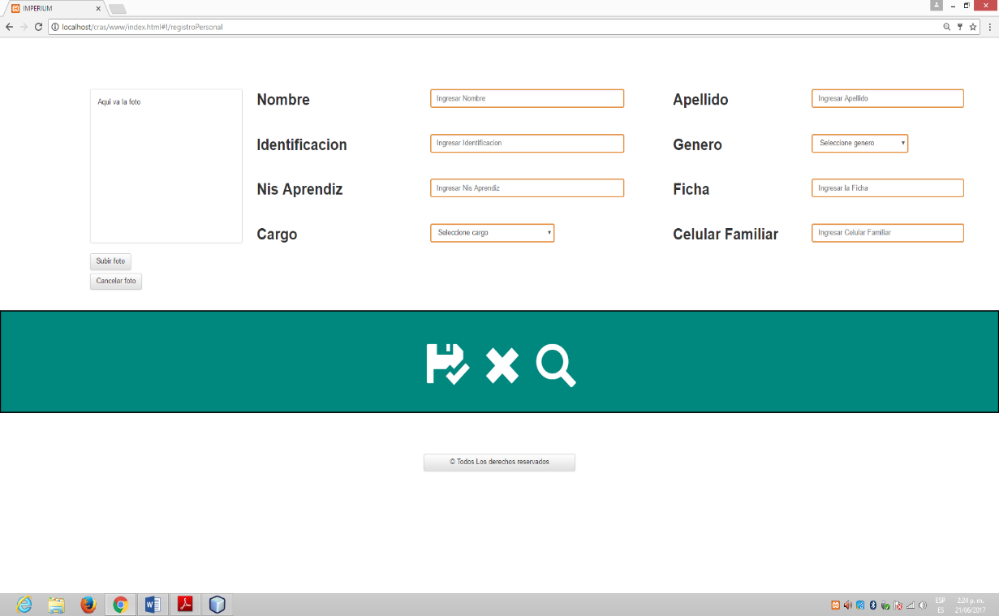 IMPERIUM
localhost/cras/www/index.html#!/registroPersonal
Aqui va la foto
Nombre Ingresar Nombre Apellido Ingresar Apellido
Identificacion Ingresar Identificacion Genero Seleccione genero
Nis Aprendiz Ingresar Nis Aprendiz Ficha Ingresar la Ficha
Cargo Seleccione cargo Celular Familiar Ingresar Celular Familiar
Subir foto
Cancelar foto
© Todos Los derechos reservados
ESP 2:24 p. m.
ES 21/06/2017